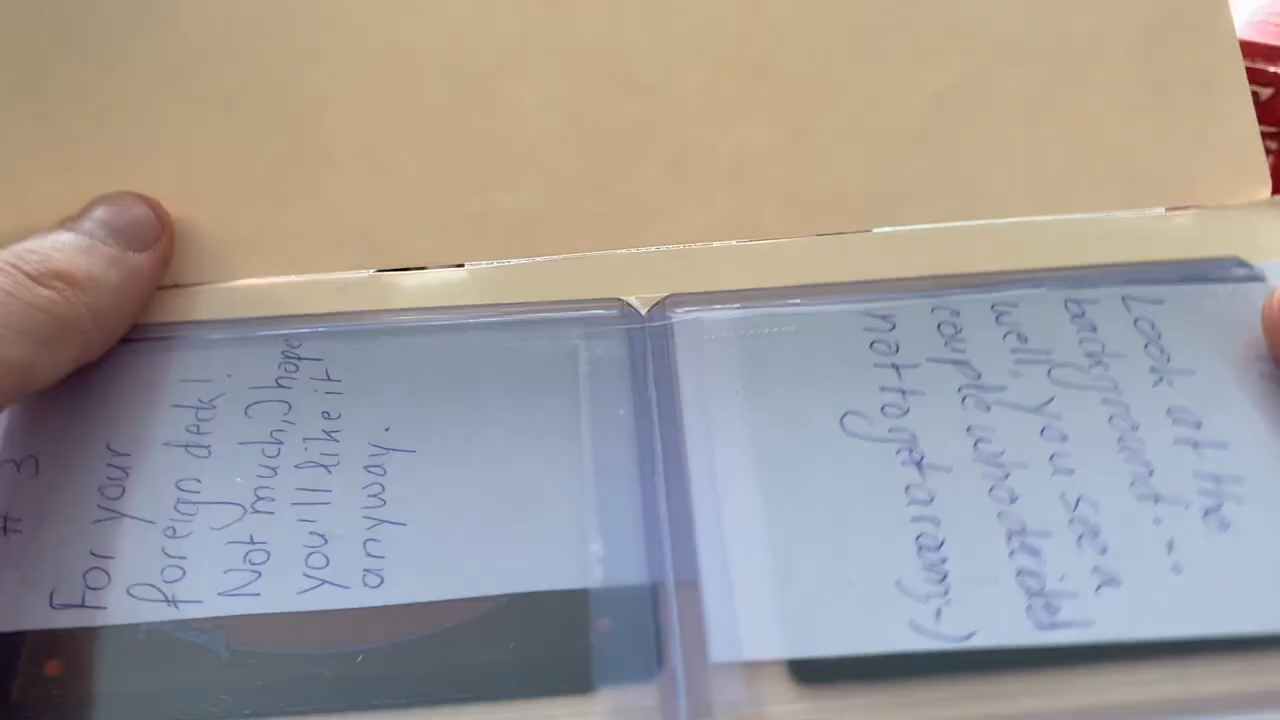 # 3
For your
foreign deck!
Not much, I hope
you'll like it
anyway.
Look at the
background...
well, you see a
couple who decided
not to get a ram ;-)